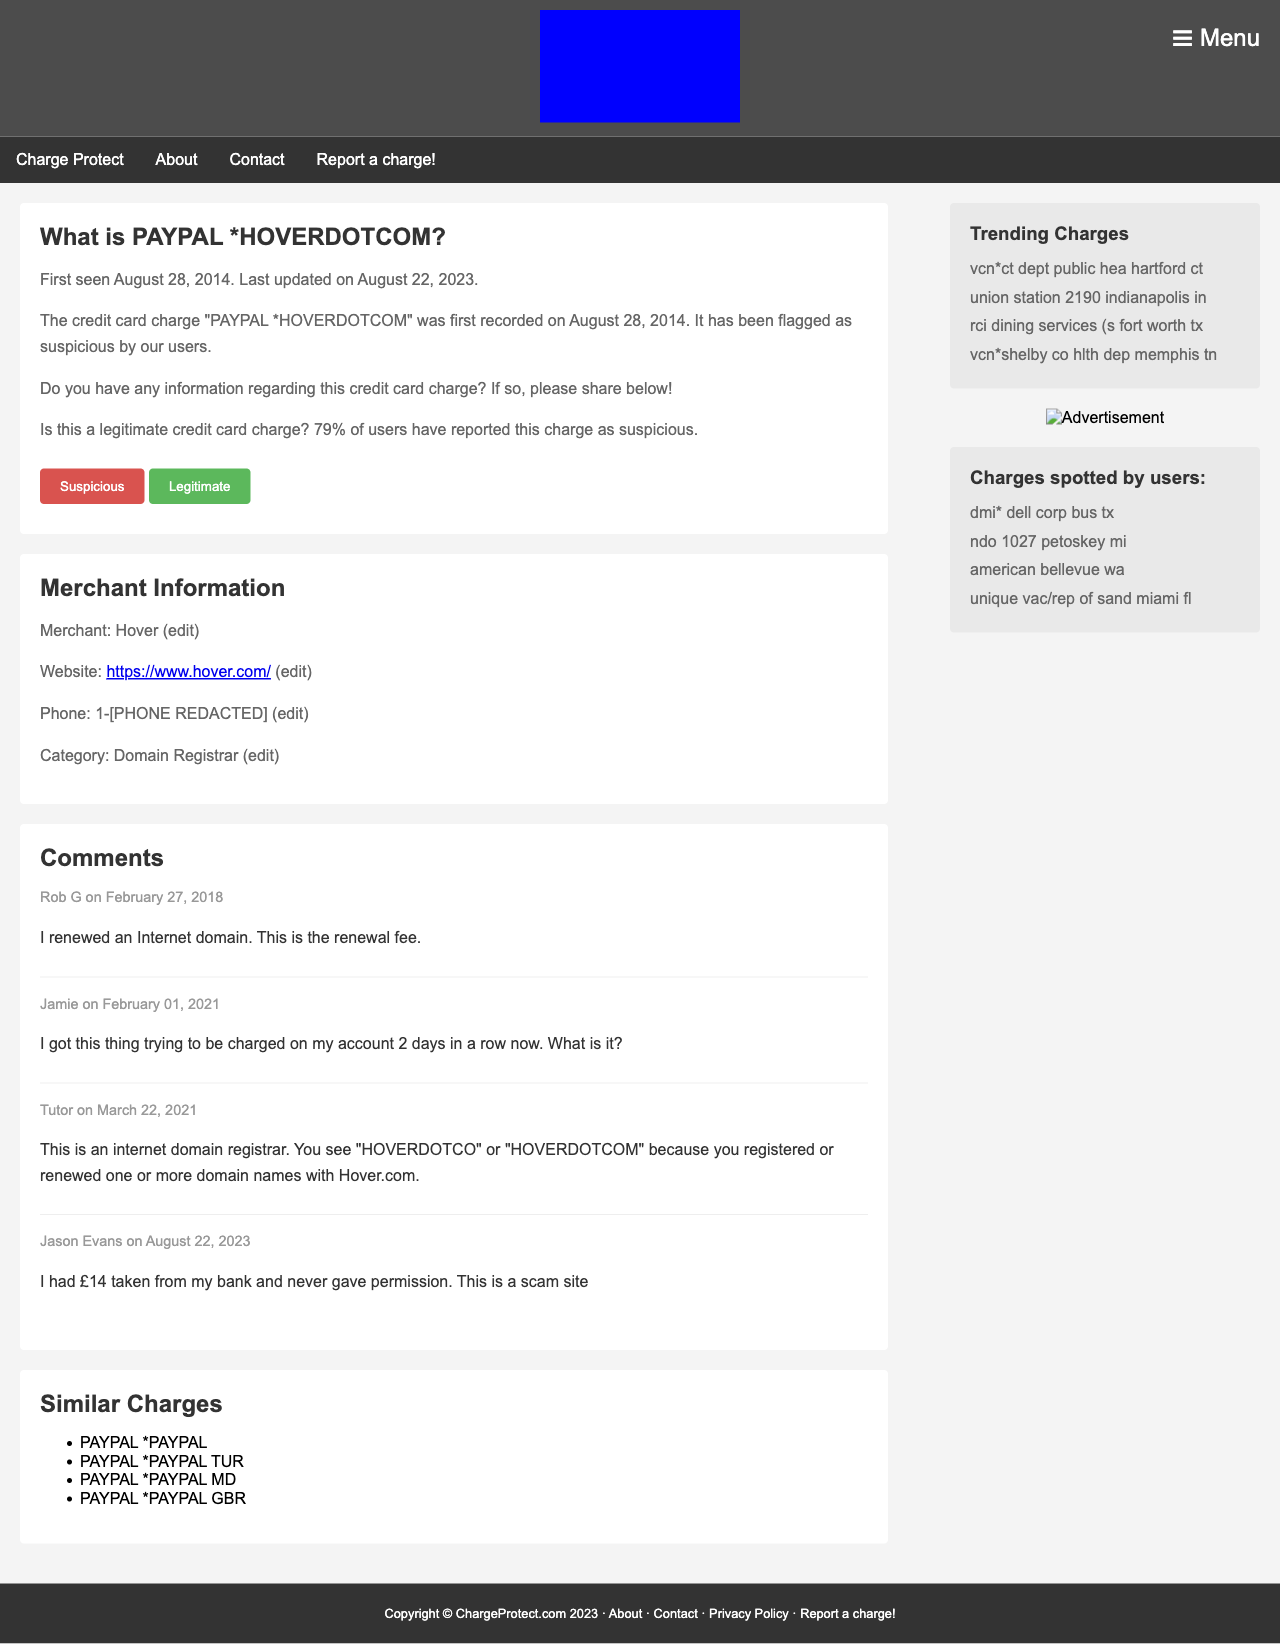 ☰ Menu
Charge Protect About Contact Report a charge!
What is PAYPAL *HOVERDOTCOM?
First seen August 28, 2014. Last updated on August 22, 2023.
The credit card charge "PAYPAL *HOVERDOTCOM" was first recorded on August 28, 2014. It has been flagged as
suspicious by our users.
Do you have any information regarding this credit card charge? If so, please share below!
Is this a legitimate credit card charge? 79% of users have reported this charge as suspicious.
Suspicious Legitimate
Merchant Information
Merchant: Hover (edit)
Website: https://www.hover.com/ (edit)
Phone: 1-[PHONE REDACTED] (edit)
Category: Domain Registrar (edit)
Comments
Rob G on February 27, 2018
I renewed an Internet domain. This is the renewal fee.
Jamie on February 01, 2021
I got this thing trying to be charged on my account 2 days in a row now. What is it?
Tutor on March 22, 2021
This is an internet domain registrar. You see "HOVERDOTCO" or "HOVERDOTCOM" because you registered or
renewed one or more domain names with Hover.com.
Jason Evans on August 22, 2023
I had £14 taken from my bank and never gave permission. This is a scam site
Similar Charges
• PAYPAL *PAYPAL
• PAYPAL *PAYPAL TUR
• PAYPAL *PAYPAL MD
• PAYPAL *PAYPAL GBR
Trending Charges
vcn*ct dept public hea hartford ct
union station 2190 indianapolis in
rci dining services (s fort worth tx
vcn*shelby co hlth dep memphis tn
Advertisement
Charges spotted by users:
dmi* dell corp bus tx
ndo 1027 petoskey mi
american bellevue wa
unique vac/rep of sand miami fl
Copyright © ChargeProtect.com 2023 · About · Contact · Privacy Policy · Report a charge!